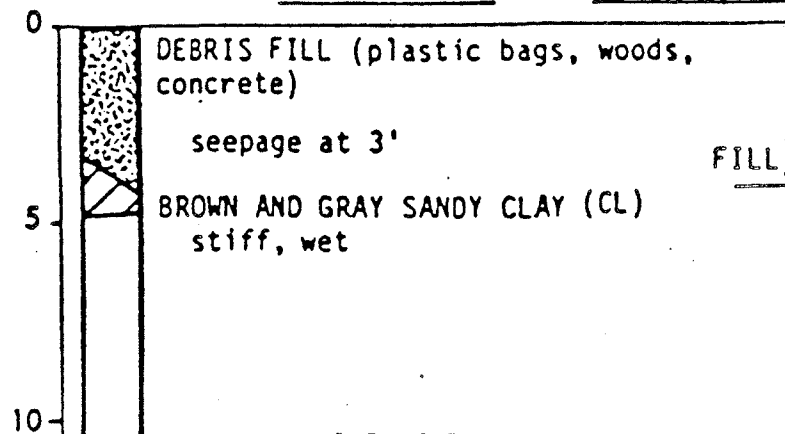 0
DEBRIS FILL (plastic bags, woods,
concrete)
seepage at 3'
FILL
BROWN AND GRAY SANDY CLAY (CL)
5
stiff, wet
10